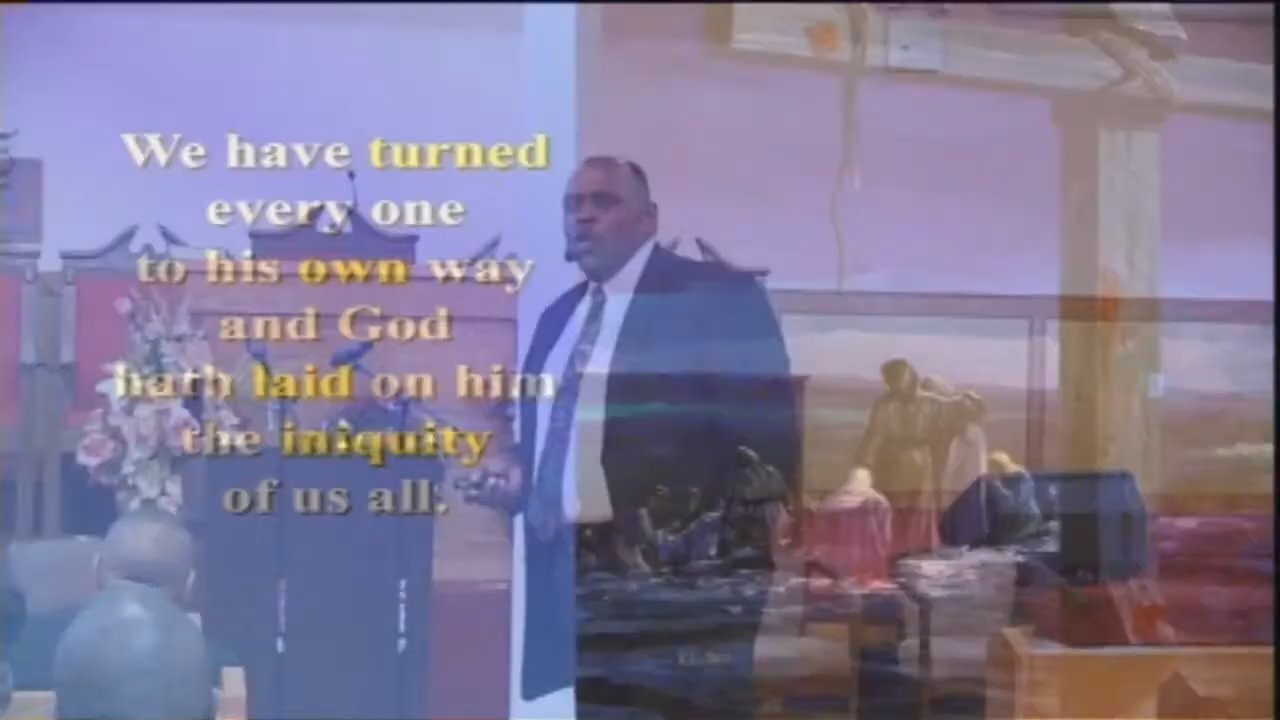 We have turned
every one
to his own way
and God
hath laid on him
the iniquity
of us all.